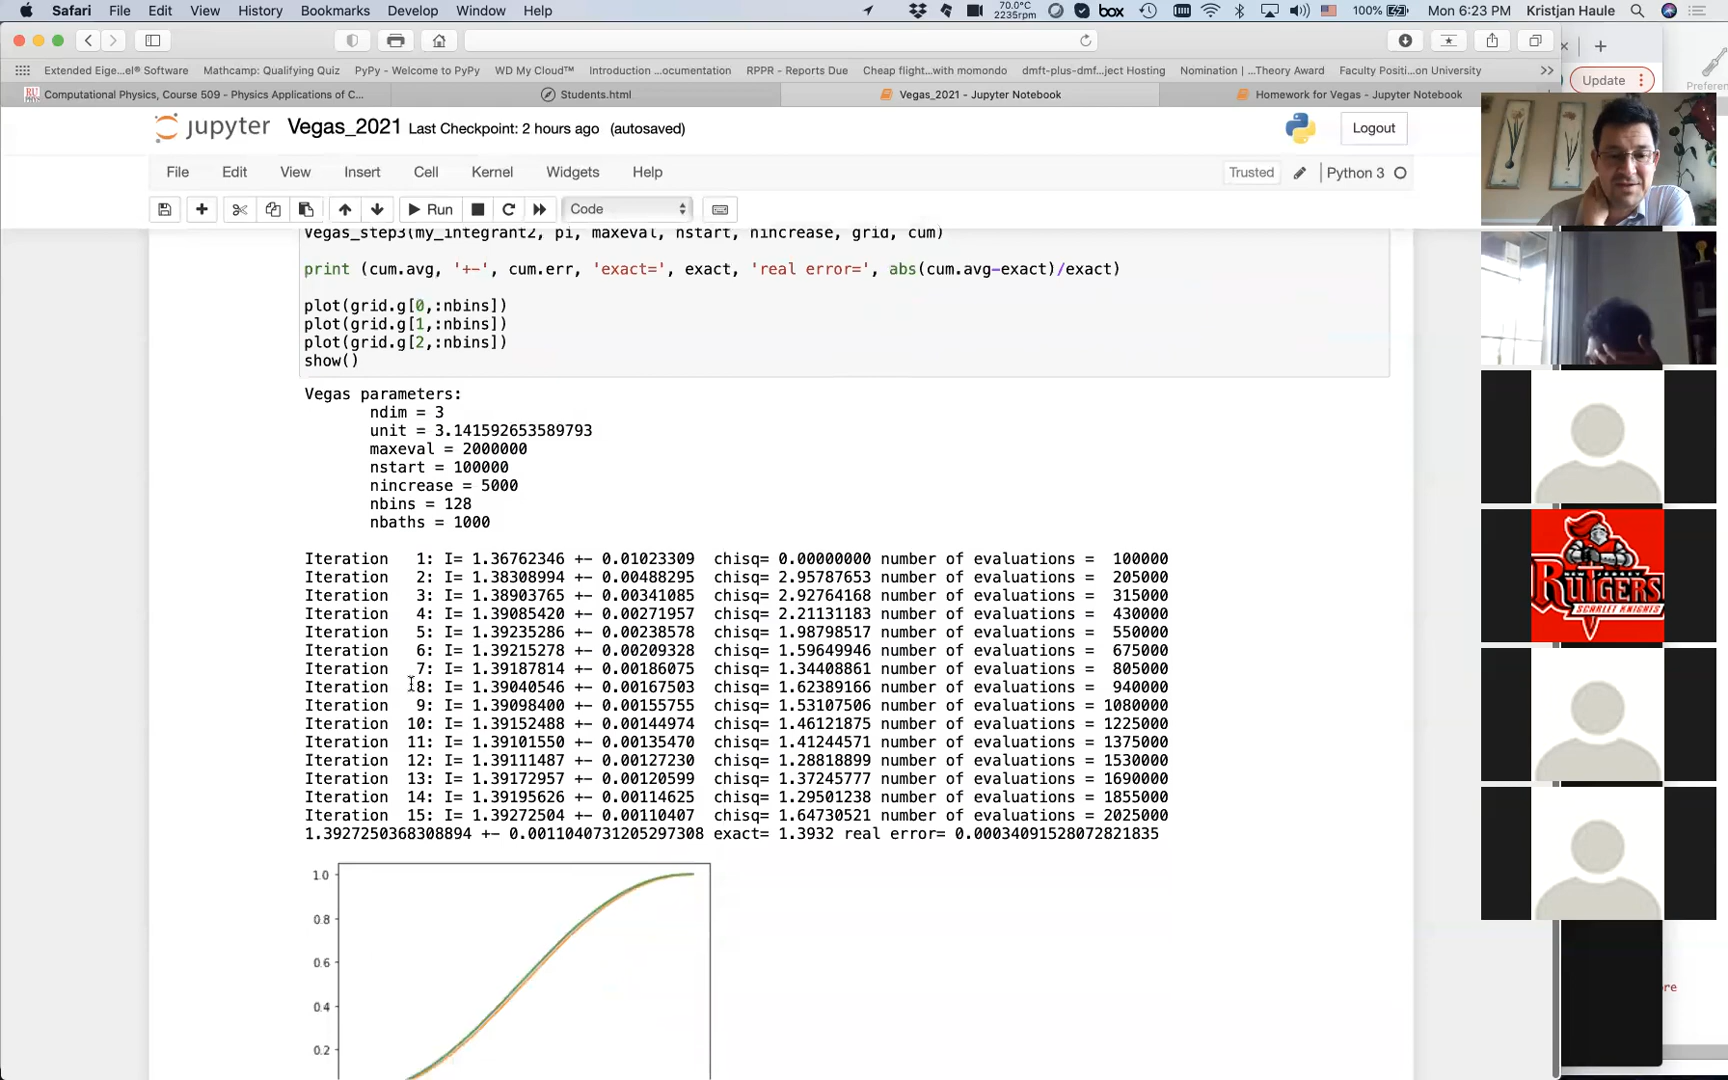 Safari File Edit View History Bookmarks Develop Window Help 70.0°C 2235rpm box 100% Mon 6:23 PM Kristjan Haule
Extended Eige...el® Software Mathcamp: Qualifying Quiz PyPy - Welcome to PyPy WD My Cloud™ Introduction ...ocumentation RPPR - Reports Due Cheap flight...with momondo dmft-plus-dmf...ject Hosting Nomination |...Theory Award Faculty Positi...on University >> Update Preferen
Computational Physics, Course 509 - Physics Applications of C... Students.html Vegas_2021 - Jupyter Notebook Homework for Vegas - Jupyter Notebook
jupyter Vegas_2021 Last Checkpoint: 2 hours ago (autosaved) Logout
File Edit View Insert Cell Kernel Widgets Help Trusted Python 3
Run Code
Vegas_step3(my_integrant2, pi, maxeval, nstart, nincrease, grid, cum)
print (cum.avg, '+-', cum.err, 'exact=', exact, 'real error=', abs(cum.avg-exact)/exact)
plot(grid.g[0,:nbins])
plot(grid.g[1,:nbins])
plot(grid.g[2,:nbins])
show()
Vegas parameters:
ndim = 3
unit = 3.141592653589793
maxeval = 2000000
nstart = 100000
nincrease = 5000
nbins = 128
nbaths = 1000
Iteration 1: I= 1.36762346 +- 0.01023309 chisq= 0.00000000 number of evaluations = 100000
Iteration 2: I= 1.38308994 +- 0.00488295 chisq= 2.95787653 number of evaluations = 205000
Iteration 3: I= 1.38903765 +- 0.00341085 chisq= 2.92764168 number of evaluations = 315000
Iteration 4: I= 1.39085420 +- 0.00271957 chisq= 2.21131183 number of evaluations = 430000
Iteration 5: I= 1.39235286 +- 0.00238578 chisq= 1.98798517 number of evaluations = 550000
Iteration 6: I= 1.39215278 +- 0.00209328 chisq= 1.59649946 number of evaluations = 675000
Iteration 7: I= 1.39187814 +- 0.00186075 chisq= 1.34408861 number of evaluations = 805000
Iteration 8: I= 1.39040546 +- 0.00167503 chisq= 1.62389166 number of evaluations = 940000
Iteration 9: I= 1.39098400 +- 0.00155755 chisq= 1.53107506 number of evaluations = 1080000
Iteration 10: I= 1.39152488 +- 0.00144974 chisq= 1.46121875 number of evaluations = 1225000
Iteration 11: I= 1.39101550 +- 0.00135470 chisq= 1.41244571 number of evaluations = 1375000
Iteration 12: I= 1.39111487 +- 0.00127230 chisq= 1.28818899 number of evaluations = 1530000
Iteration 13: I= 1.39172957 +- 0.00120599 chisq= 1.37245777 number of evaluations = 1690000
Iteration 14: I= 1.39195626 +- 0.00114625 chisq= 1.29501238 number of evaluations = 1855000
Iteration 15: I= 1.39272504 +- 0.00110407 chisq= 1.64730521 number of evaluations = 2025000
1.3927250368308894 +- 0.0011040731205297308 exact= 1.3932 real error= 0.00034091528072821835
1.0
0.8
0.6
0.4
0.2
NEW JERSEY
RUTGERS
SCARLET KNIGHTS
ore